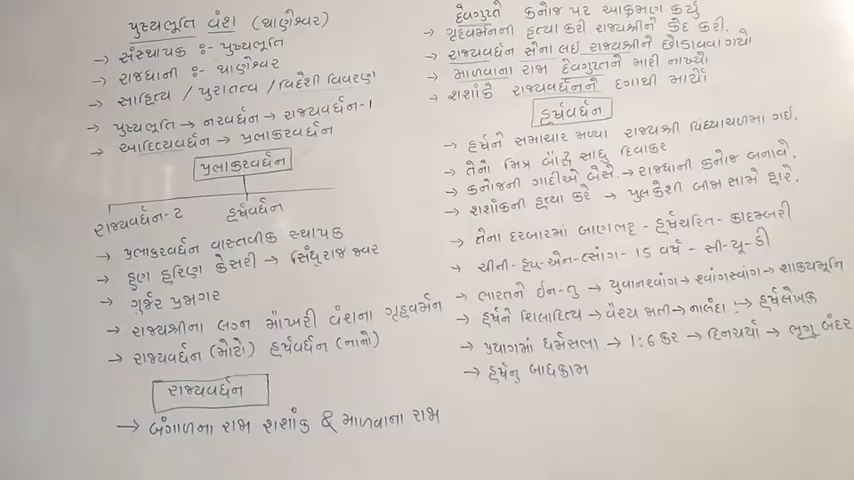 પુષ્યભૂતિ વંશ (થાણેશ્વર)
→ સંસ્થાપક :- પુષ્યભૂતિ
→ રાજધાની :- થાણેશ્વર
→ સાહિત્ય / પુરાતત્વ / વિદેશી વિવરણ
→ પુષ્યભૂતિ → નરવર્ધન → રાજ્યવર્ધન-1
→ આદિત્યવર્ધન → પ્રભાકરવર્ધન
પ્રભાકરવર્ધન
રાજ્યવર્ધન-2 હર્ષવર્ધન
→ પ્રભાકરવર્ધન વાસ્તવીક સ્થાપક
→ હુણ હરિણ કેસરી → સિંધુરાજ જ્વર
→ ગુર્જર પ્રજાગર
→ રાજ્યશ્રીના લગ્ન મૌખરી વંશના ગૃહવર્મન
→ રાજ્યવર્ધન (મોટો) હર્ષવર્ધન (નાનો)
રાજ્યવર્ધન
→ બંગાળના રાજા શશાંક & માળવાના રાજા
દેવગુપ્તે કનોજ પર આક્રમણ કર્યુ
→ ગૃહવર્મનની હત્યા કરી રાજ્યશ્રીને કેદ કરી.
→ રાજ્યવર્ધન સેના લઈ રાજ્યશ્રીને છોડાવવા ગયો
→ માળવાના રાજા દેવગુપ્તને મારી નાખ્યો
→ શશાંકે રાજ્યવર્ધનને દગાથી માર્યો
હર્ષવર્ધન
→ હર્ષને સમાચાર મળ્યા રાજ્યશ્રી વિંધ્યાચળમા ગઈ.
→ તેનો મિત્ર બૌદ્ધ સાધુ દિવાકર
→ કનોજની ગાદીએ બેસે. → રાજધાની કનોજ બનાવે.
→ શશાંકની હત્યા કરે → પુલકેશી બીજા સામે હારે.
→ તેના દરબારમાં બાણભટ્ટ - હર્ષચરિત - કાદમ્બરી
→ ચીની - હ્યુ-એન-ત્સાંગ - 15 વર્ષ - સી-યૂ-કી
→ ભારતને ઈન-તુ → યુવાનશ્વાંગ → શ્વાંગસ્વાંગ → શાક્યમૂનિ
→ હર્ષને શિલાદિત્ય → વૈશ્ય જાતી → નાલંદા :→ હર્ષલેખક
→ પ્રયાગમાં ધર્મસભા → 1:6 કર → દિનચર્યા → ભૃગુ બંદર
→ હર્ષનુ બાંધકામ